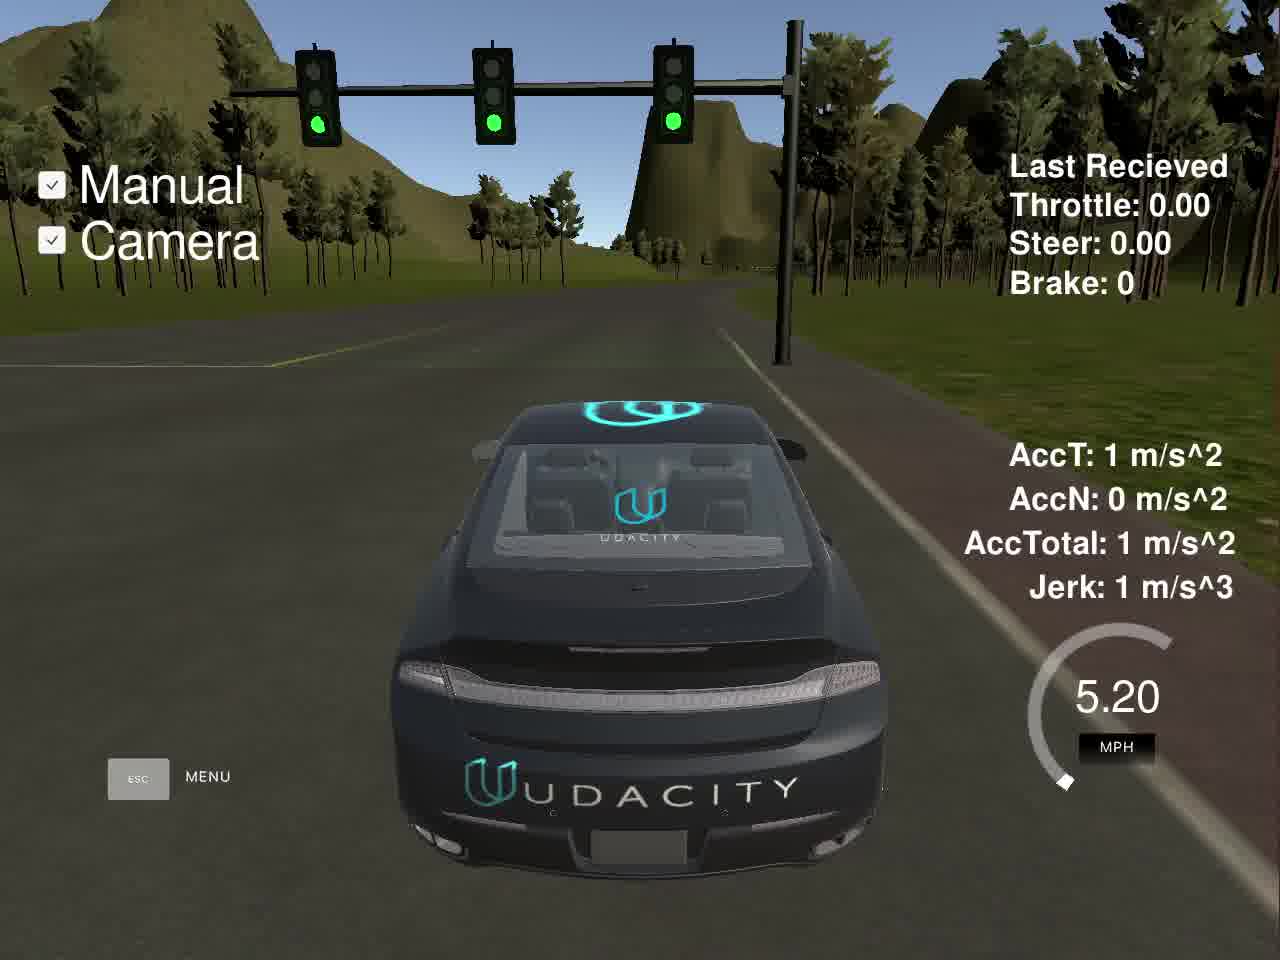 Manual
Camera
Last Recieved
Throttle: 0.00
Steer: 0.00
Brake: 0
AccT: 1 m/s^2
AccN: 0 m/s^2
AccTotal: 1 m/s^2
Jerk: 1 m/s^3
UDACITY
5.20
MPH
ESC
MENU
UDACITY